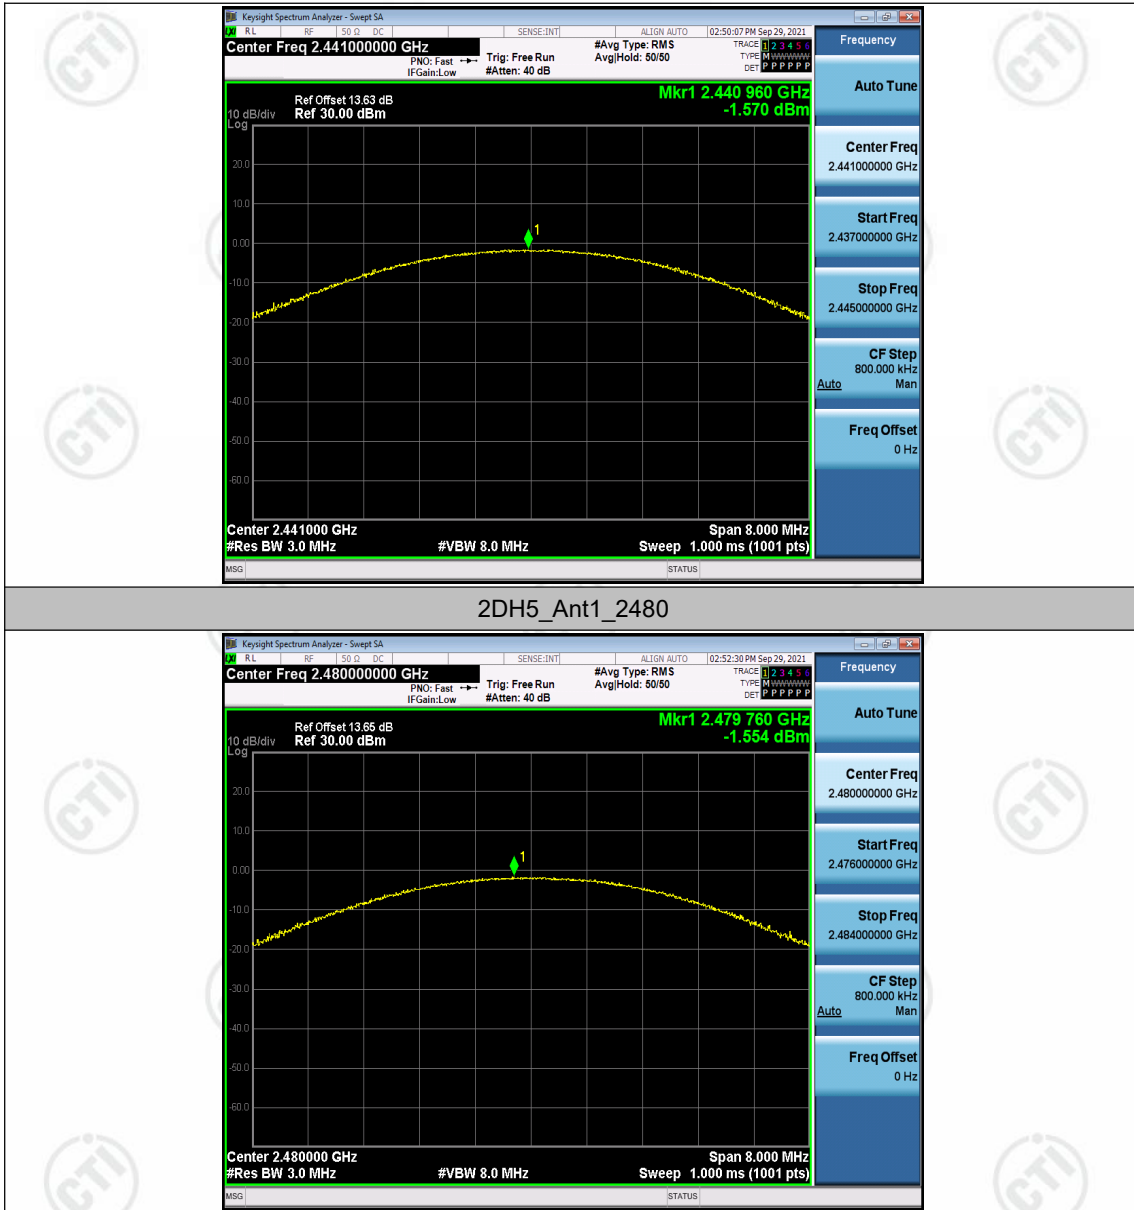 Keysight Spectrum Analyzer - Swept SA
LXI RL RF 50 Ω DC SENSE:INT ALIGN AUTO 02:50:07 PM Sep 29, 2021
Center Freq 2.441000000 GHz
PNO: Fast
IFGain:Low
Trig: Free Run
#Atten: 40 dB
#Avg Type: RMS
Avg|Hold: 50/50
TRACE 1 2 3 4 5 6
TYPE M W W W W W
DET P P P P P P
Mkr1 2.440 960 GHz
-1.570 dBm
Ref Offset 13.63 dB
10 dB/div Ref 30.00 dBm
Log
20.0
10.0
0.00
-10.0
-20.0
-30.0
-40.0
-50.0
-60.0
1
Center 2.441000 GHz Span 8.000 MHz
#Res BW 3.0 MHz #VBW 8.0 MHz Sweep 1.000 ms (1001 pts)
MSG STATUS
Frequency
Auto Tune
Center Freq
2.441000000 GHz
Start Freq
2.437000000 GHz
Stop Freq
2.445000000 GHz
CF Step
800.000 kHz
Auto Man
Freq Offset
0 Hz
2DH5_Ant1_2480
Keysight Spectrum Analyzer - Swept SA
LXI RL RF 50 Ω DC SENSE:INT ALIGN AUTO 02:52:30 PM Sep 29, 2021
Center Freq 2.480000000 GHz
PNO: Fast
IFGain:Low
Trig: Free Run
#Atten: 40 dB
#Avg Type: RMS
Avg|Hold: 50/50
TRACE 1 2 3 4 5 6
TYPE M W W W W W
DET P P P P P P
Mkr1 2.479 760 GHz
-1.554 dBm
Ref Offset 13.65 dB
10 dB/div Ref 30.00 dBm
Log
20.0
10.0
0.00
-10.0
-20.0
-30.0
-40.0
-50.0
-60.0
1
Center 2.480000 GHz Span 8.000 MHz
#Res BW 3.0 MHz #VBW 8.0 MHz Sweep 1.000 ms (1001 pts)
MSG STATUS
Frequency
Auto Tune
Center Freq
2.480000000 GHz
Start Freq
2.476000000 GHz
Stop Freq
2.484000000 GHz
CF Step
800.000 kHz
Auto Man
Freq Offset
0 Hz
CTI
CTI
CTI
CTI
CTI
CTI
CTI
CTI